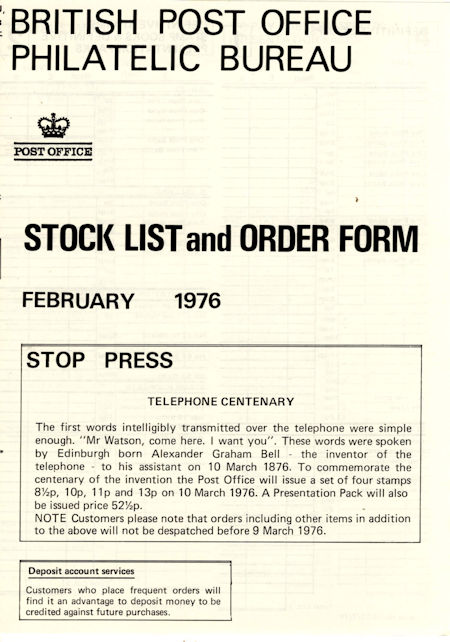 BRITISH POST OFFICE
PHILATELIC BUREAU
POST OFFICE
STOCK LIST and ORDER FORM
FEBRUARY 1976
STOP PRESS
TELEPHONE CENTENARY
The first words intelligibly transmitted over the telephone were simple
enough. "Mr Watson, come here. I want you". These words were spoken
by Edinburgh born Alexander Graham Bell - the inventor of the
telephone - to his assistant on 10 March 1876. To commemorate the
centenary of the invention the Post Office will issue a set of four stamps
8½p, 10p, 11p and 13p on 10 March 1976. A Presentation Pack will also
be issued price 52½p.
NOTE Customers please note that orders including other items in addition
to the above will not be despatched before 9 March 1976.
Deposit account services
Customers who place frequent orders will
find it an advantage to deposit money to be
credited against future purchases.